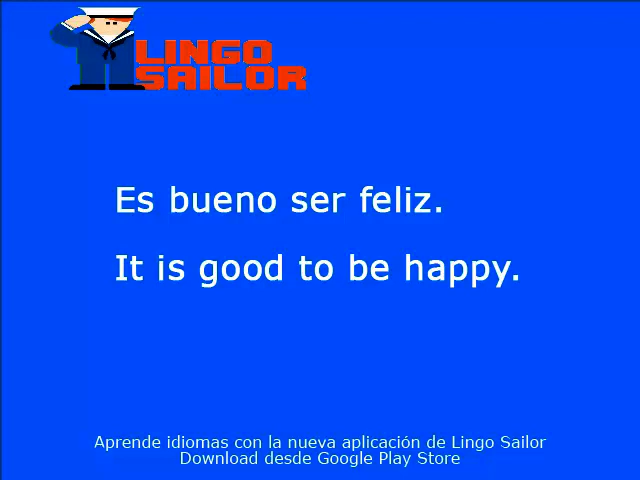 LINGO
SAILOR
Es bueno ser feliz.
It is good to be happy.
Aprende idiomas con la nueva aplicación de Lingo Sailor
Download desde Google Play Store